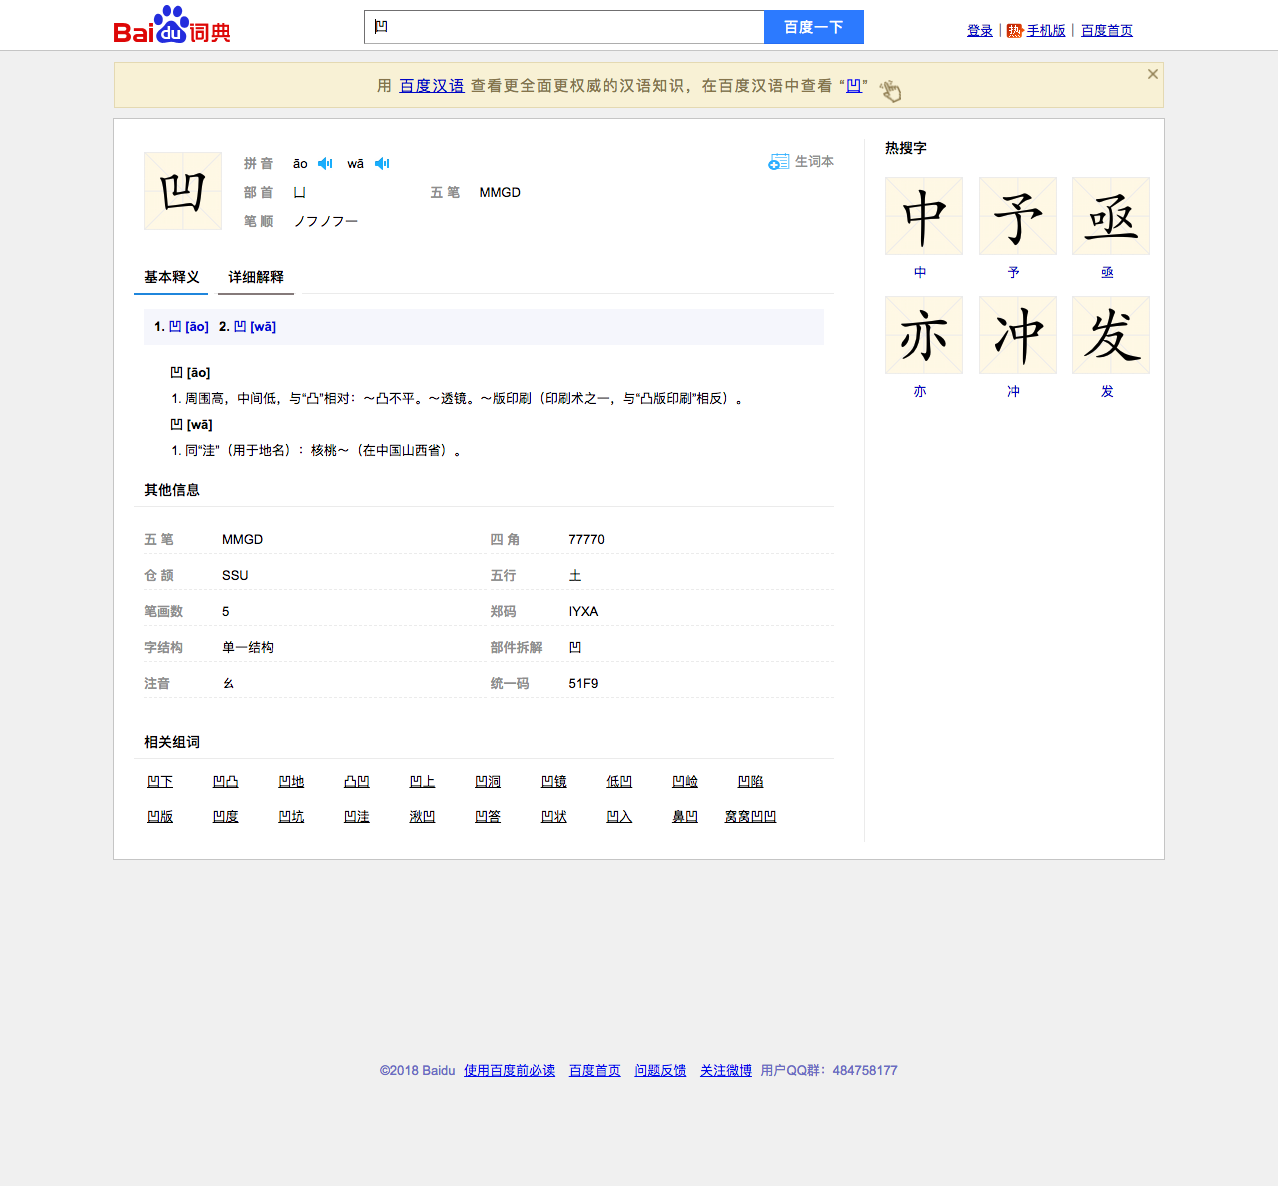 Baidu词典
凹
百度一下
登录 | 热 手机版 | 百度首页
用 百度汉语 查看更全面更权威的汉语知识，在百度汉语中查看 “凹”
凹
拼 音 āo wā
生词本
部 首 凵 五 笔 MMGD
笔 顺 ノフノフ一
基本释义 详细解释
1. 凹 [āo] 2. 凹 [wā]
凹 [āo]
1. 周围高，中间低，与“凸”相对：～凸不平。～透镜。～版印刷（印刷术之一，与“凸版印刷”相反）。
凹 [wā]
1. 同“洼”（用于地名）：核桃～（在中国山西省）。
其他信息
五 笔 MMGD 四 角 77770
仓 颉 SSU 五行 土
笔画数 5 郑码 IYXA
字结构 单一结构 部件拆解 凹
注音 ㄠ 统一码 51F9
相关组词
凹下 凹凸 凹地 凸凹 凹上 凹洞 凹镜 低凹 凹崄 凹陷
凹版 凹度 凹坑 凹洼 湫凹 凹答 凹状 凹入 鼻凹 窝窝凹凹
热搜字
中 予 亟
中 予 亟
亦 冲 发
亦 冲 发
©2018 Baidu 使用百度前必读 百度首页 问题反馈 关注微博 用户QQ群：484758177